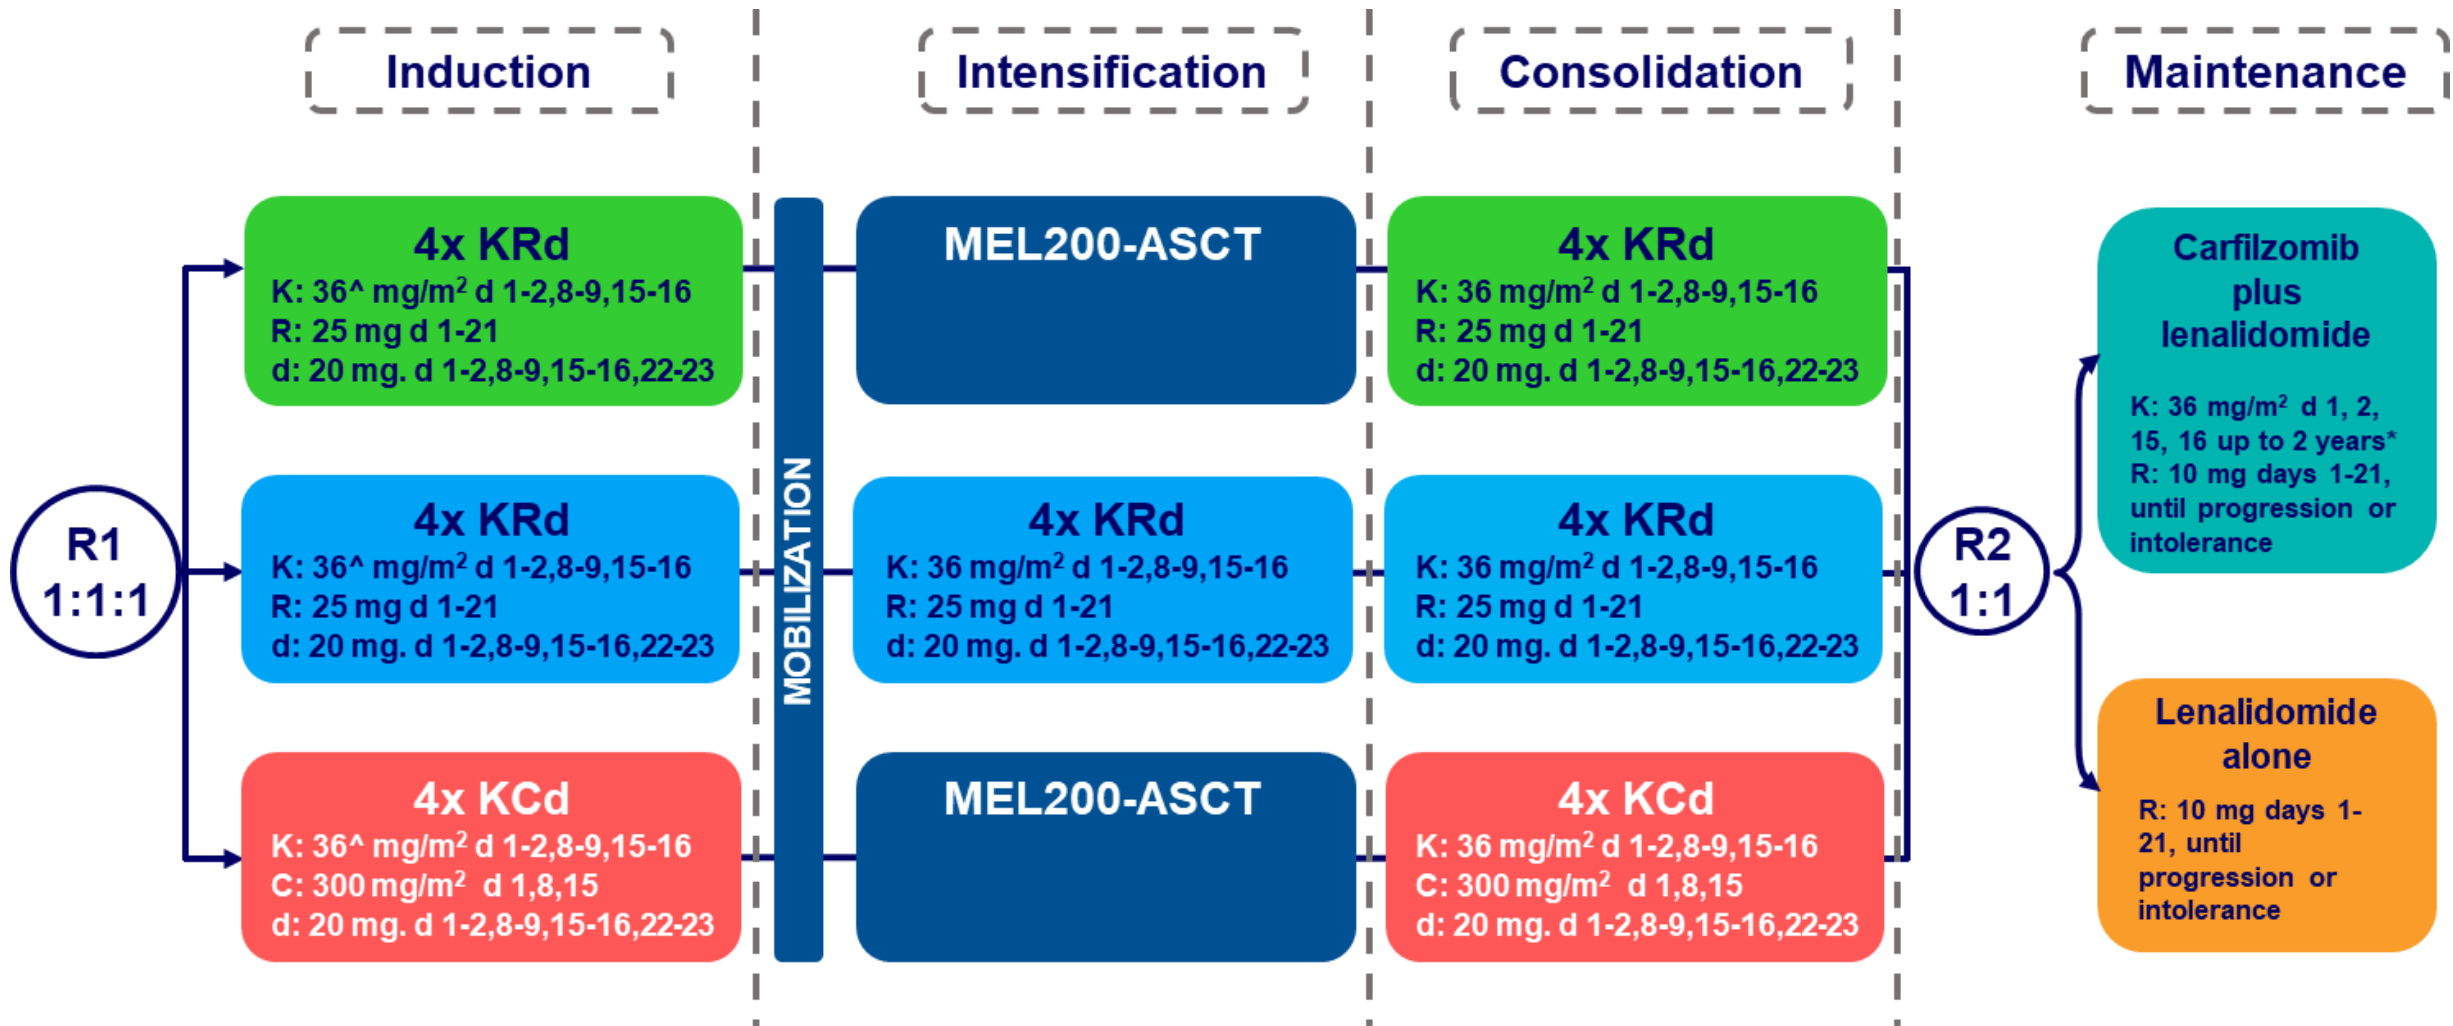 Induction
Intensification
Consolidation
Maintenance
R1
1:1:1
4x KRd
K: 36^ mg/m² d 1-2,8-9,15-16
R: 25 mg d 1-21
d: 20 mg. d 1-2,8-9,15-16,22-23
4x KRd
K: 36^ mg/m² d 1-2,8-9,15-16
R: 25 mg d 1-21
d: 20 mg. d 1-2,8-9,15-16,22-23
4x KCd
K: 36^ mg/m² d 1-2,8-9,15-16
C: 300 mg/m² d 1,8,15
d: 20 mg. d 1-2,8-9,15-16,22-23
MOBILIZATION
MEL200-ASCT
4x KRd
K: 36 mg/m² d 1-2,8-9,15-16
R: 25 mg d 1-21
d: 20 mg. d 1-2,8-9,15-16,22-23
MEL200-ASCT
4x KRd
K: 36 mg/m² d 1-2,8-9,15-16
R: 25 mg d 1-21
d: 20 mg. d 1-2,8-9,15-16,22-23
4x KRd
K: 36 mg/m² d 1-2,8-9,15-16
R: 25 mg d 1-21
d: 20 mg. d 1-2,8-9,15-16,22-23
4x KCd
K: 36 mg/m² d 1-2,8-9,15-16
C: 300 mg/m² d 1,8,15
d: 20 mg. d 1-2,8-9,15-16,22-23
R2
1:1
Carfilzomib
plus
lenalidomide
K: 36 mg/m² d 1, 2,
15, 16 up to 2 years*
R: 10 mg days 1-21,
until progression or
intolerance
Lenalidomide
alone
R: 10 mg days 1-
21, until
progression or
intolerance